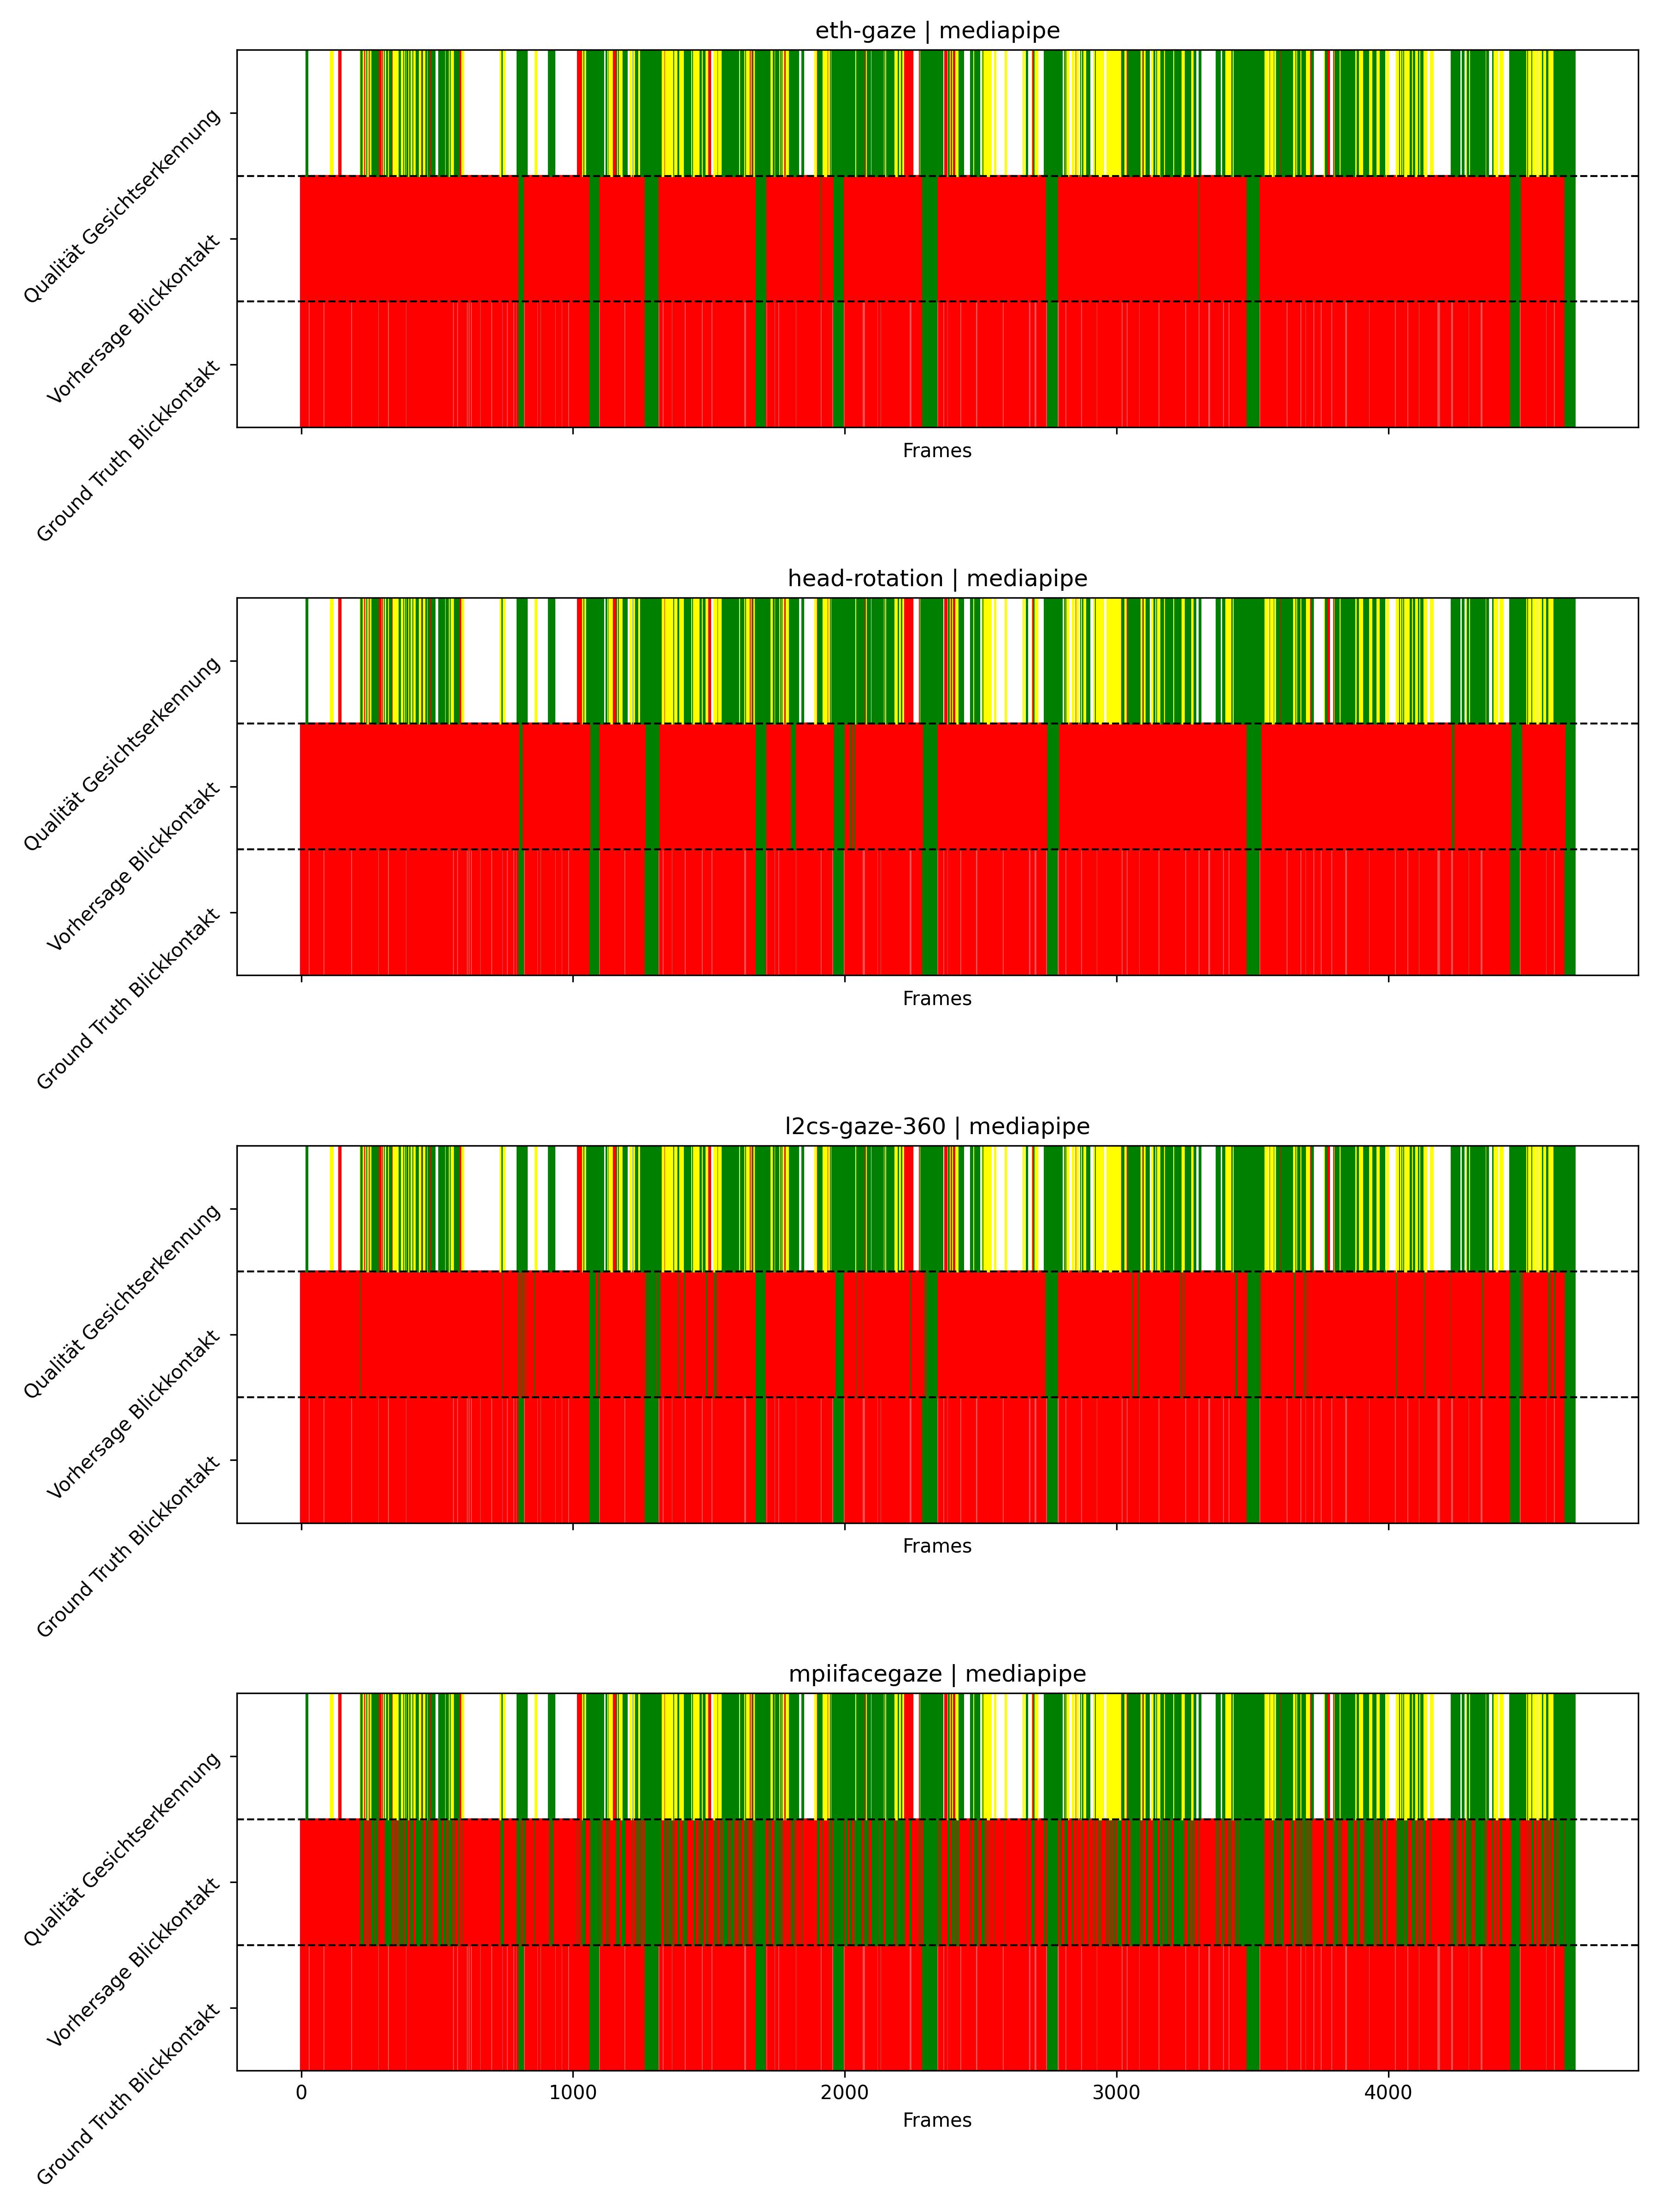 eth-gaze | mediapipe
Qualität Gesichtserkennung
Vorhersage Blickkontakt
Ground Truth Blickkontakt
Frames
head-rotation | mediapipe
Qualität Gesichtserkennung
Vorhersage Blickkontakt
Ground Truth Blickkontakt
Frames
l2cs-gaze-360 | mediapipe
Qualität Gesichtserkennung
Vorhersage Blickkontakt
Ground Truth Blickkontakt
Frames
mpiifacegaze | mediapipe
Qualität Gesichtserkennung
Vorhersage Blickkontakt
Ground Truth Blickkontakt
0 1000 2000 3000 4000
Frames